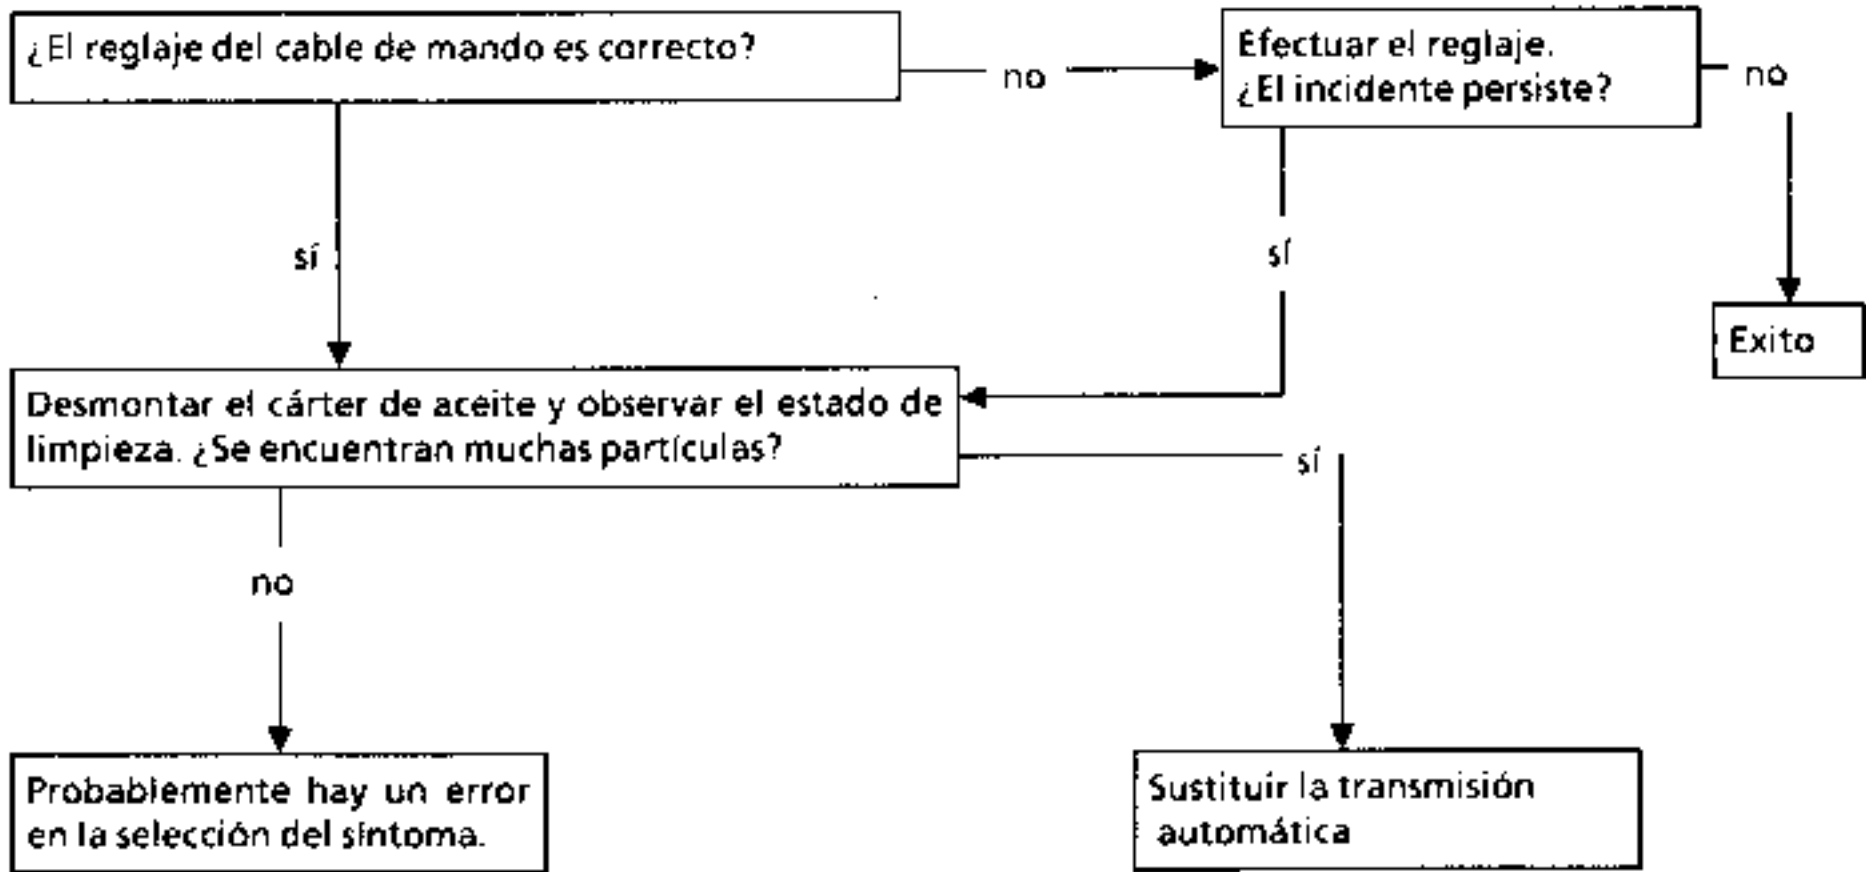 ¿El reglaje del cable de mando es correcto?
no
Efectuar el reglaje.
¿El incidente persiste?
no
sí
sí
Exito
Desmontar el cárter de aceite y observar el estado de
limpieza. ¿Se encuentran muchas partículas?
sí
no
Probablemente hay un error
en la selección del síntoma.
Sustituir la transmisión
automática